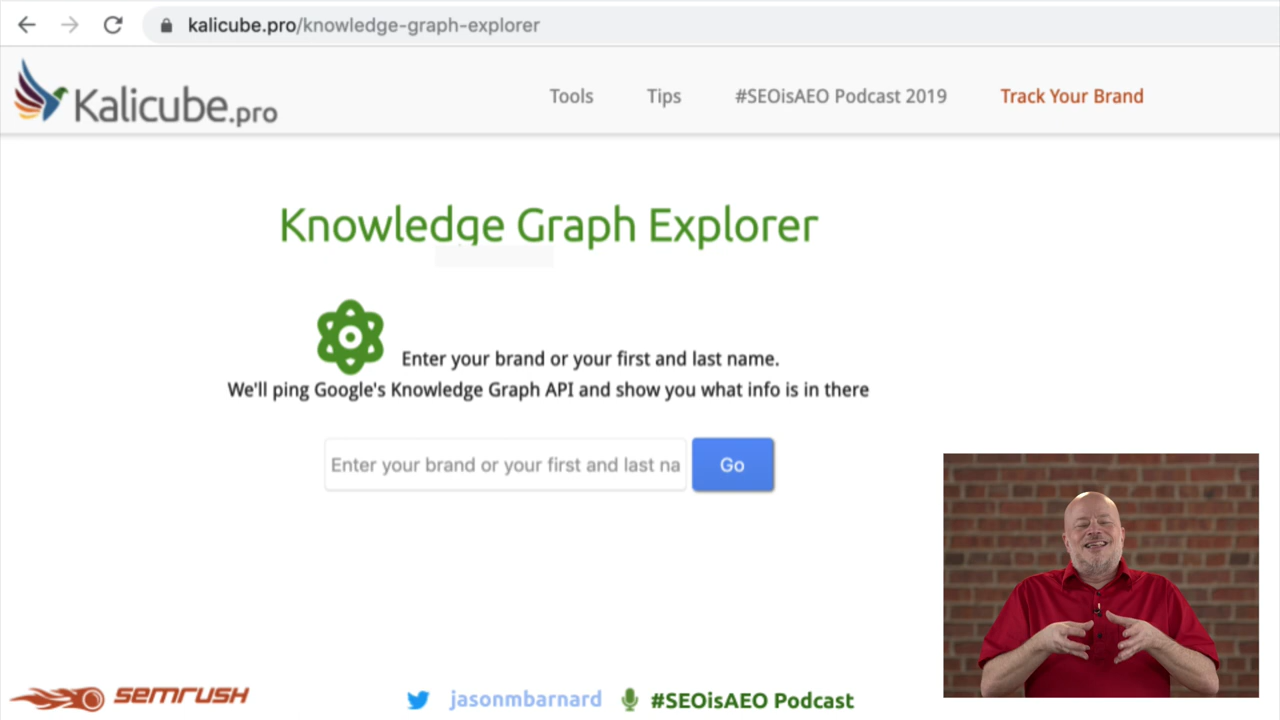 kalicube.pro/knowledge-graph-explorer
Kalicube.pro
Tools Tips #SEOisAEO Podcast 2019 Track Your Brand
Knowledge Graph Explorer
Enter your brand or your first and last name.
We'll ping Google's Knowledge Graph API and show you what info is in there
Enter your brand or your first and last na Go
semrush jasonmbarnard #SEOisAEO Podcast